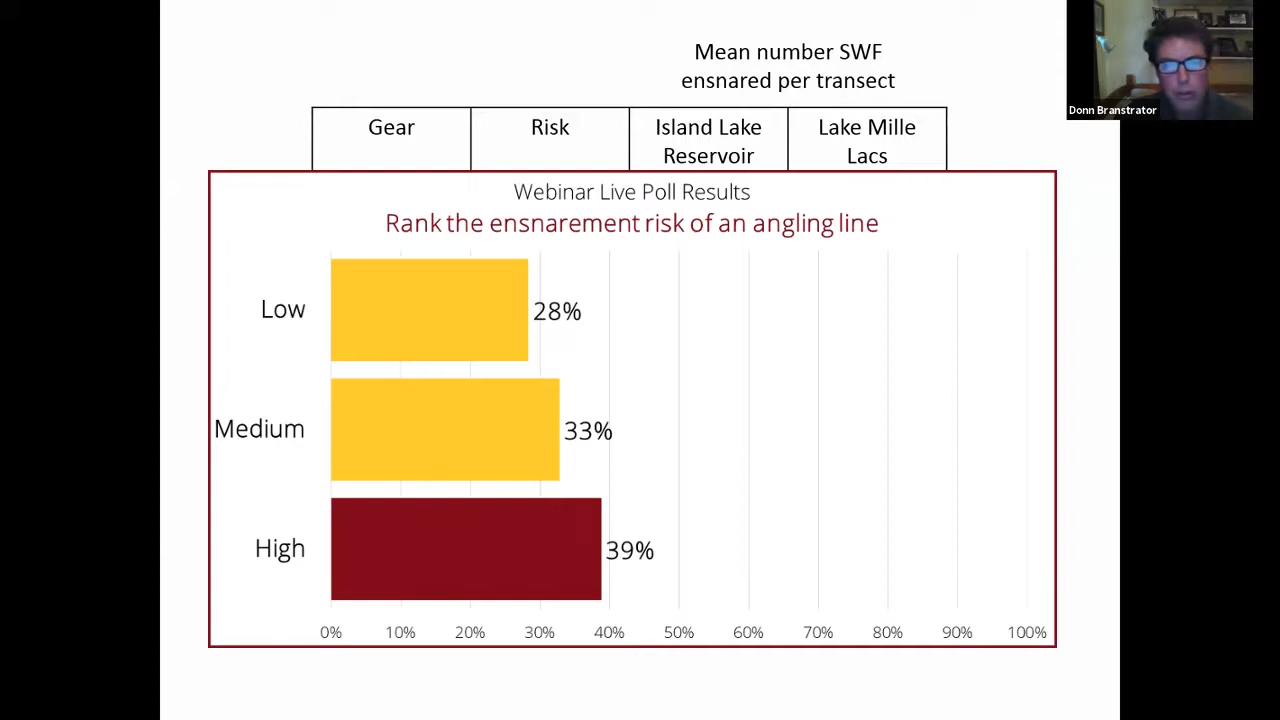 Mean number SWF
ensnared per transect
Donn Branstrator
Gear Risk Island Lake Lake Mille
Reservoir Lacs
Webinar Live Poll Results
Rank the ensnarement risk of an angling line
Low 28%
Medium 33%
High 39%
0% 10% 20% 30% 40% 50% 60% 70% 80% 90% 100%